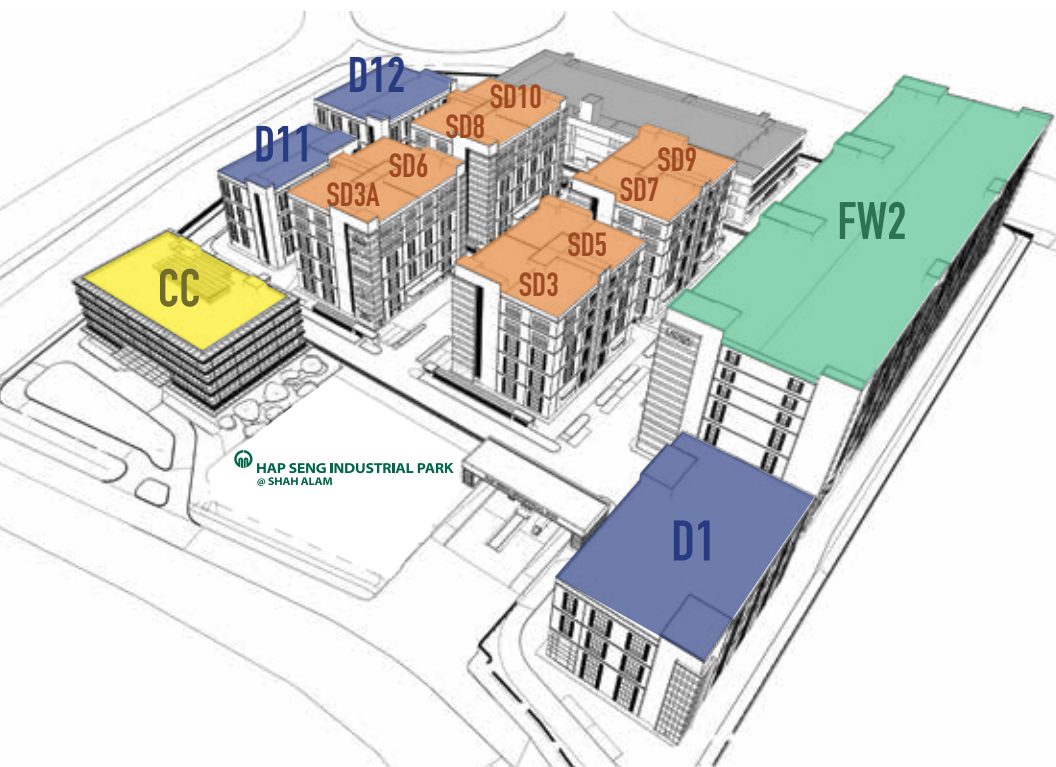 D12
SD10
SD8
D11
SD9
SD6
SD7
SD3A
FW2
SD5
CC
SD3
HAP SENG INDUSTRIAL PARK
@ SHAH ALAM
D1